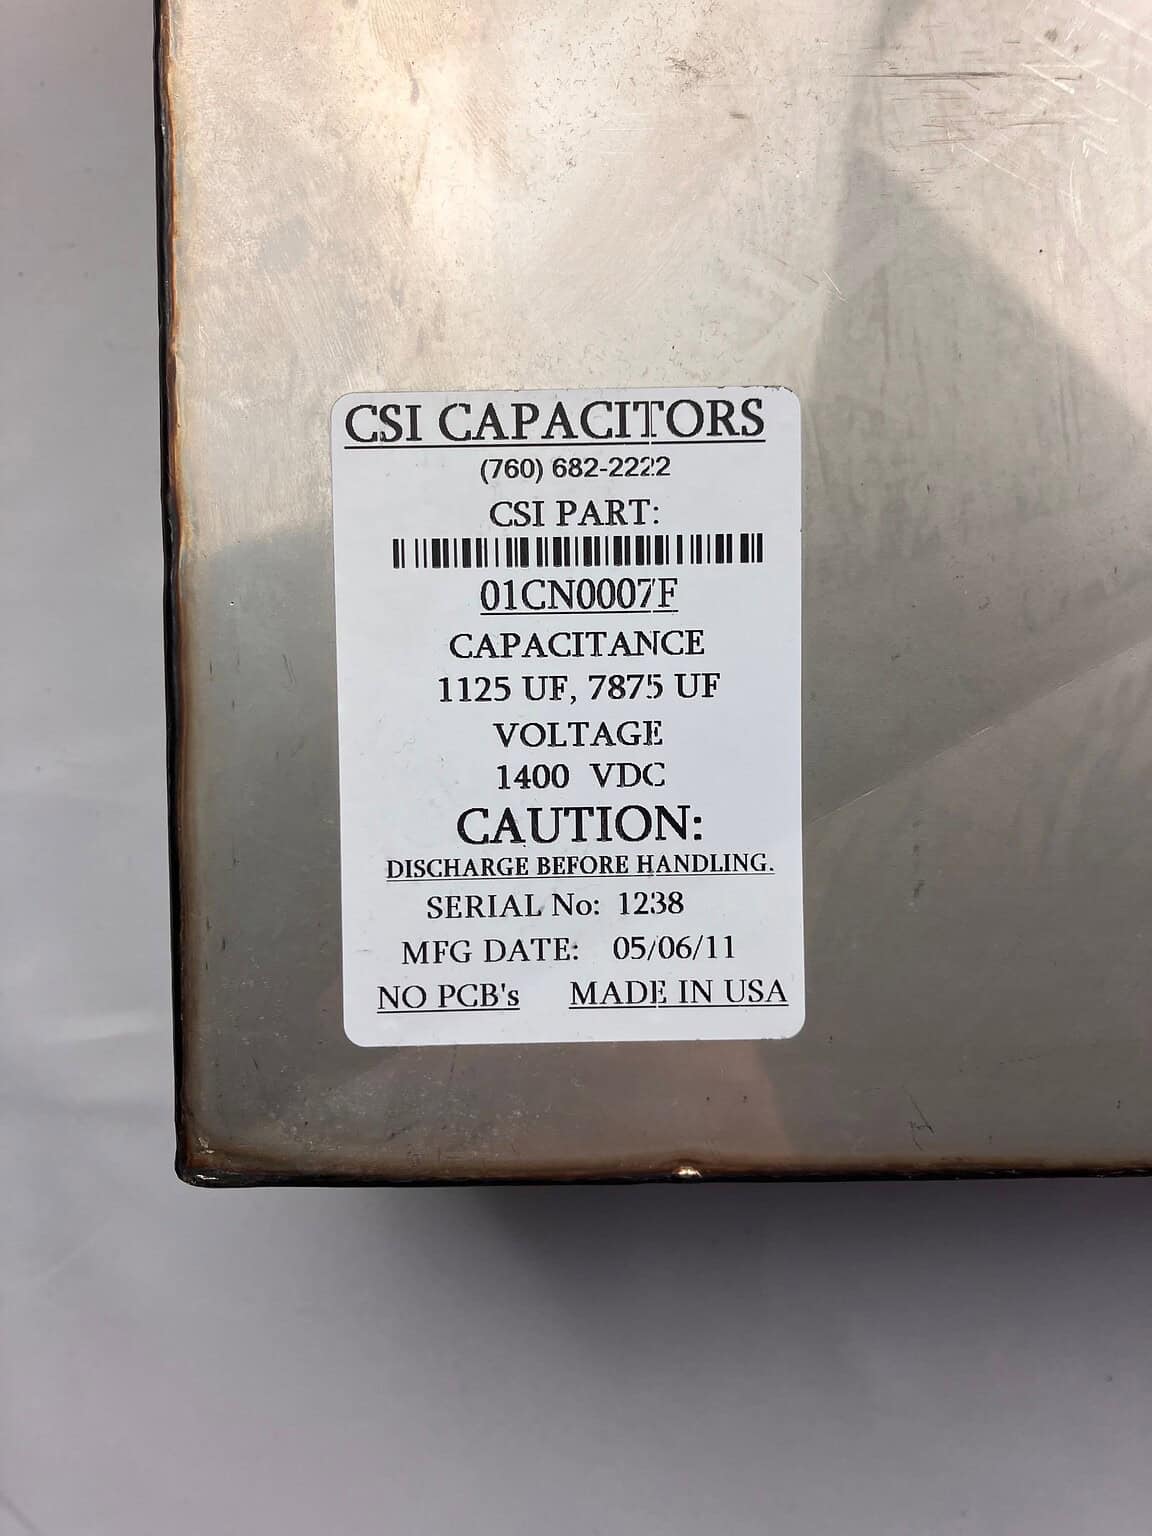 CSI CAPACITORS
(760) 682-2222
CSI PART:
01CN0007F
CAPACITANCE
1125 UF, 7875 UF
VOLTAGE
1400 VDC
CAUTION:
DISCHARGE BEFORE HANDLING.
SERIAL No: 1238
MFG DATE: 05/06/11
NO PCB's MADE IN USA